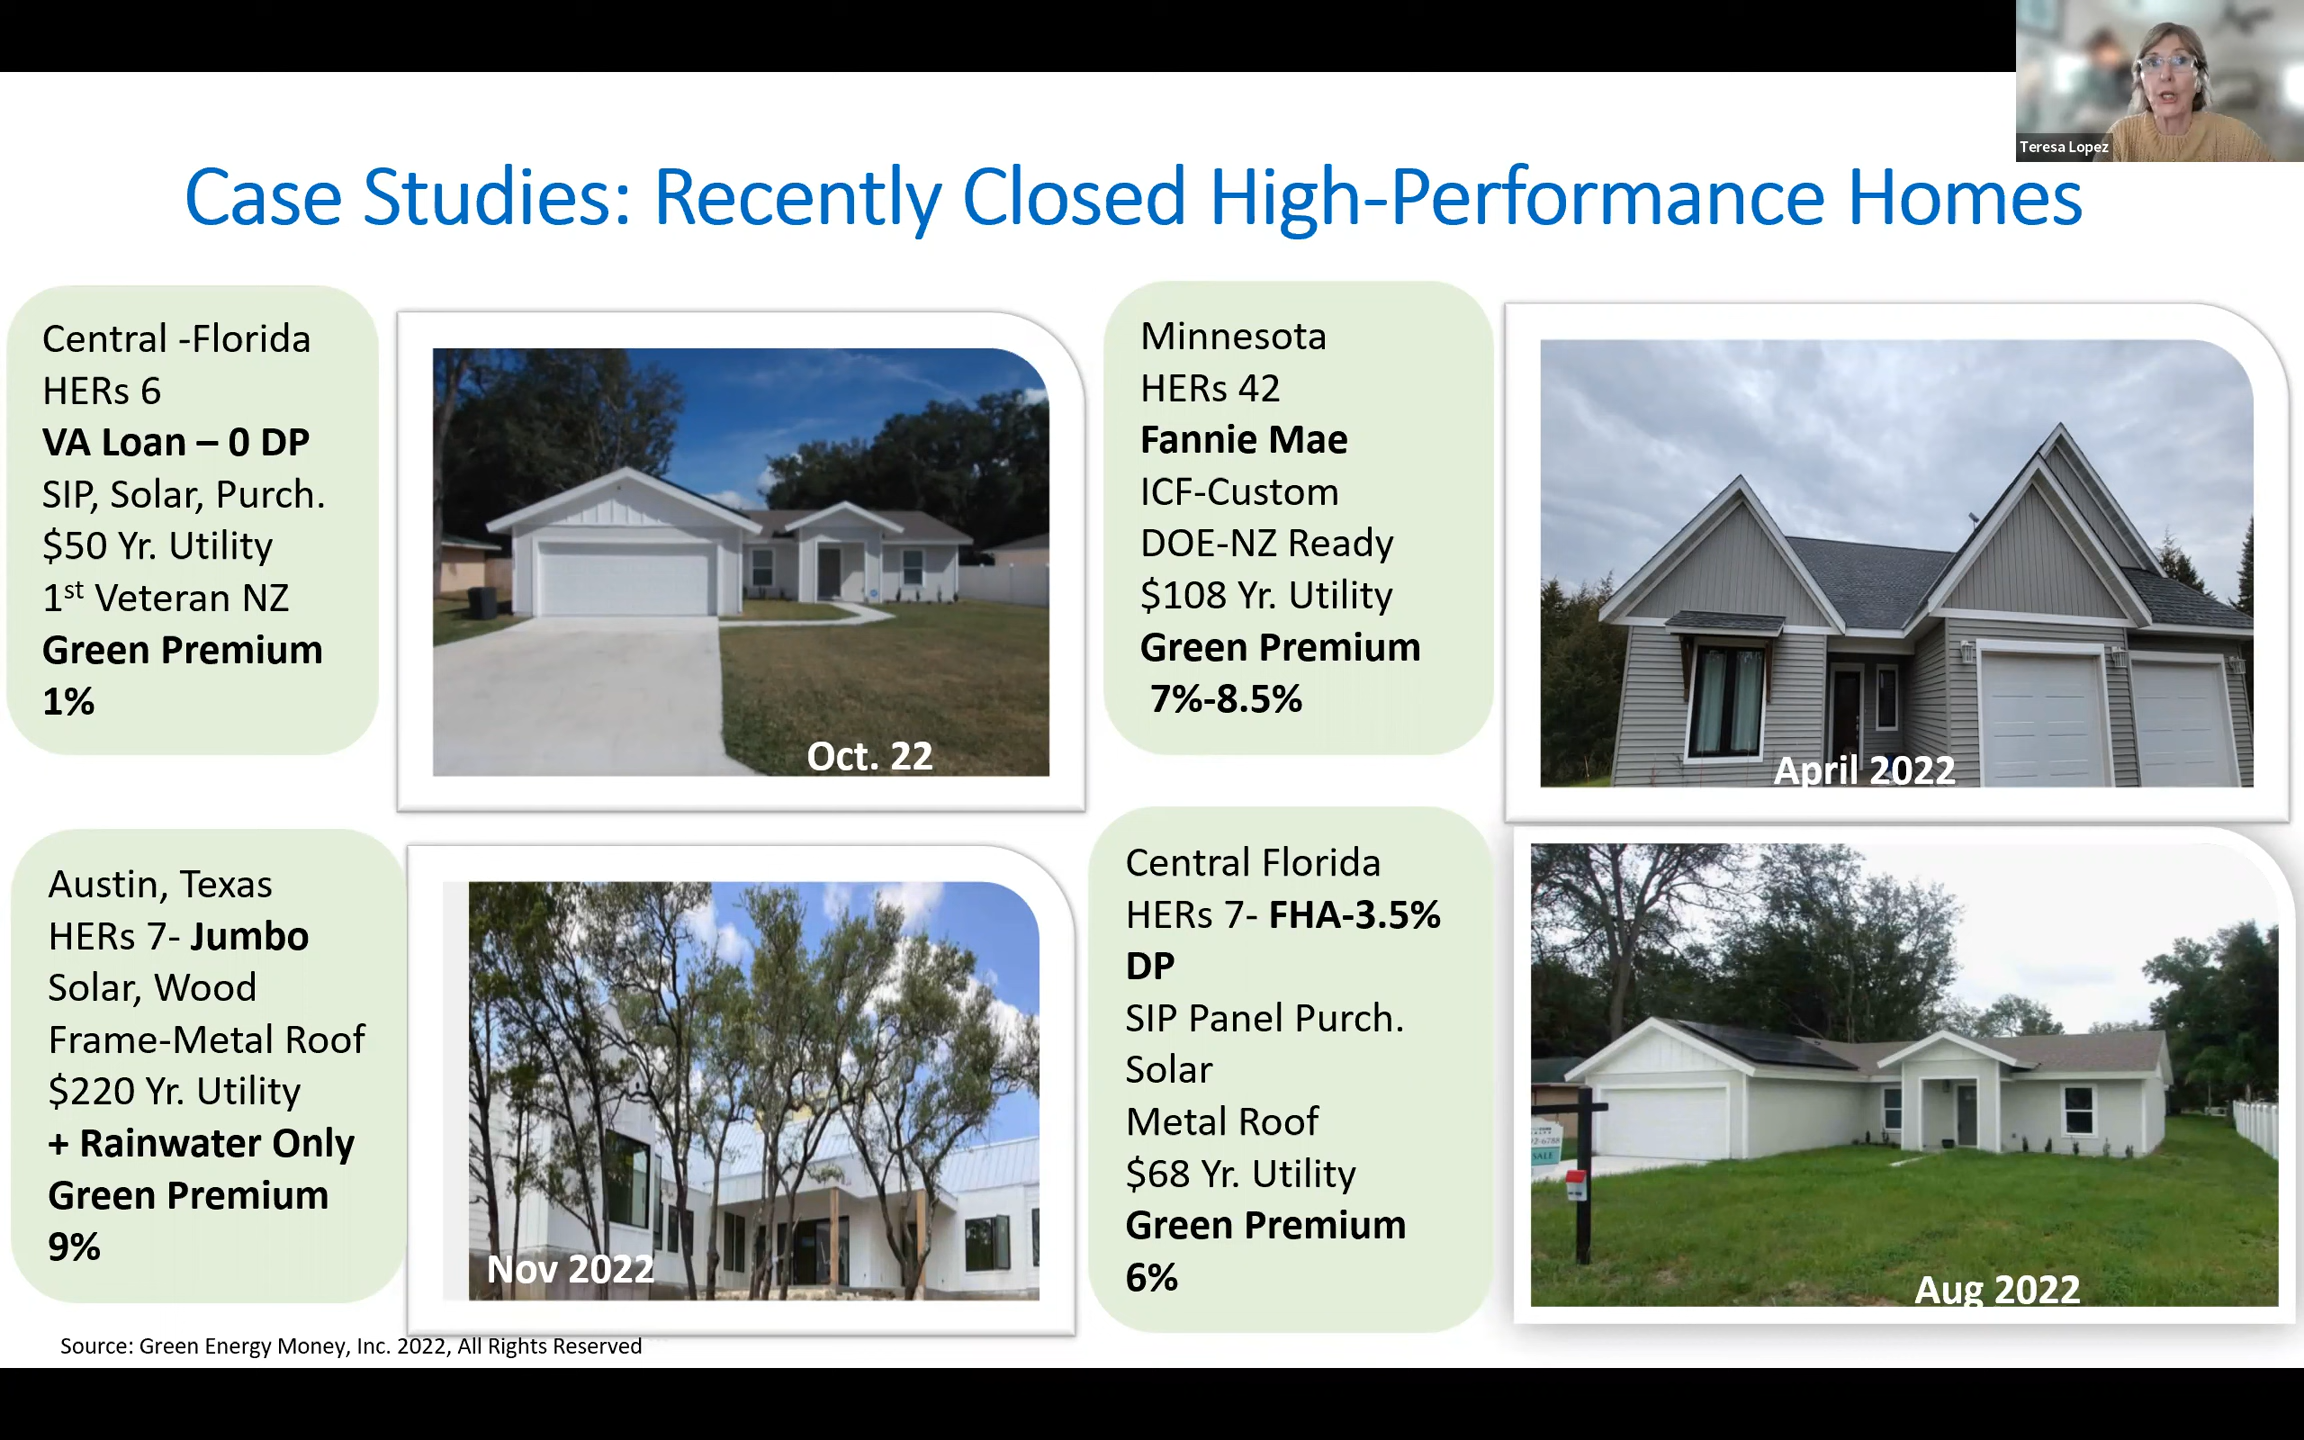 Teresa Lopez
Case Studies: Recently Closed High-Performance Homes
Central -Florida
HERs 6
VA Loan – 0 DP
SIP, Solar, Purch.
$50 Yr. Utility
1st Veteran NZ
Green Premium
1%
Oct. 22
Minnesota
HERs 42
Fannie Mae
ICF-Custom
DOE-NZ Ready
$108 Yr. Utility
Green Premium
7%-8.5%
April 2022
Austin, Texas
HERs 7- Jumbo
Solar, Wood
Frame-Metal Roof
$220 Yr. Utility
+ Rainwater Only
Green Premium
9%
Nov 2022
Central Florida
HERs 7- FHA-3.5%
DP
SIP Panel Purch.
Solar
Metal Roof
$68 Yr. Utility
Green Premium
6%
SALE
Aug 2022
Source: Green Energy Money, Inc. 2022, All Rights Reserved